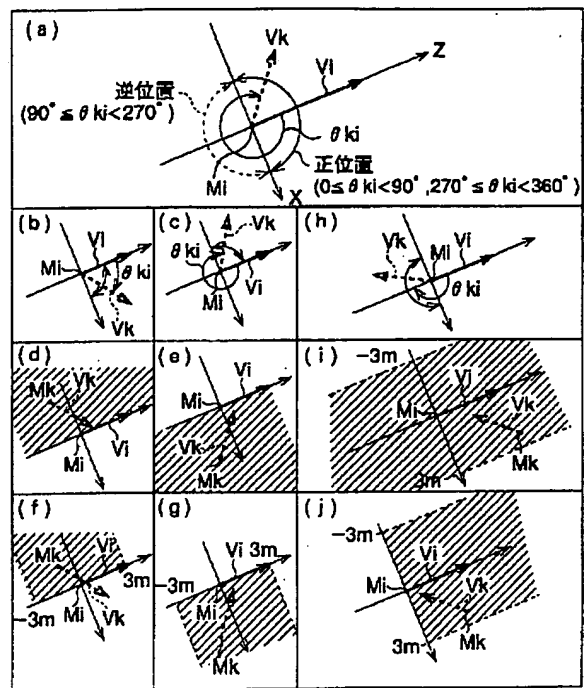 (a)
Vk
Z
Vi
逆位置
(90°≦θki<270°)
θki
Mi
正位置
X
(0≦θki<90°,270°≦θki<360°)
(b)
Vi
Mi
θki
Vk
(c)
Vk
θki
Vi
Mi
(h)
Vk
Mi
Vi
θki
(d)
Mk
Vk
Mi
Vi
(e)
Mi
Vk
Vi
Mk
(i)
-3m
Vi
Mi
Vk
3m
Mk
(f)
Mk
Vi
3m
Mi
Vk
-3m
(g)
Vi
3m
-3m
Mi
Vk
Mk
(j)
-3m
Mi
Vi
Vk
3m
Mk